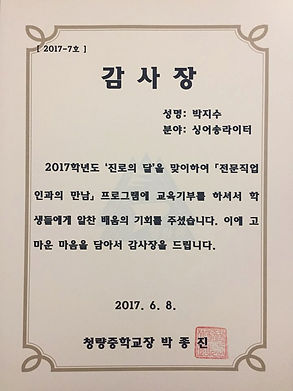 [ 2017-7호 ]
감 사 장
성명: 박지수
분야: 싱어송라이터
2017학년도 '진로의 달'을 맞이하여 「전문직업
인과의 만남」 프로그램에 교육기부를 하셔서 학
생들에게 알찬 배움의 기회를 주셨습니다. 이에 고
마운 마음을 담아서 감사장을 드립니다.
2017. 6. 8.
청량중학교장 박 종 진